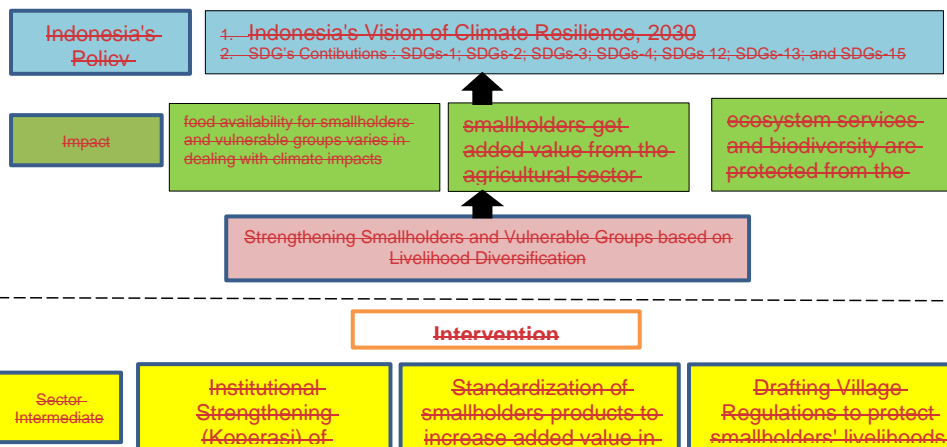 Indonesia's
Policy
1. Indonesia's Vision of Climate Resilience, 2030
2. SDG's Contibutions : SDGs-1; SDGs-2; SDGs-3; SDGs-4; SDGs 12; SDGs-13; and SDGs-15
Impact
food availability for smallholders
and vulnerable groups varies in
dealing with climate impacts
smallholders get
added value from the
agricultural sector
ecosystem services
and biodiversity are
protected from the
Strengthening Smallholders and Vulnerable Groups based on
Livelihood Diversification
Intervention
Sector
Intermediate
Institutional
Strengthening
(Koperasi) of
Standardization of
smallholders products to
increase added value in
Drafting Village
Regulations to protect
smallholders' livelihoods